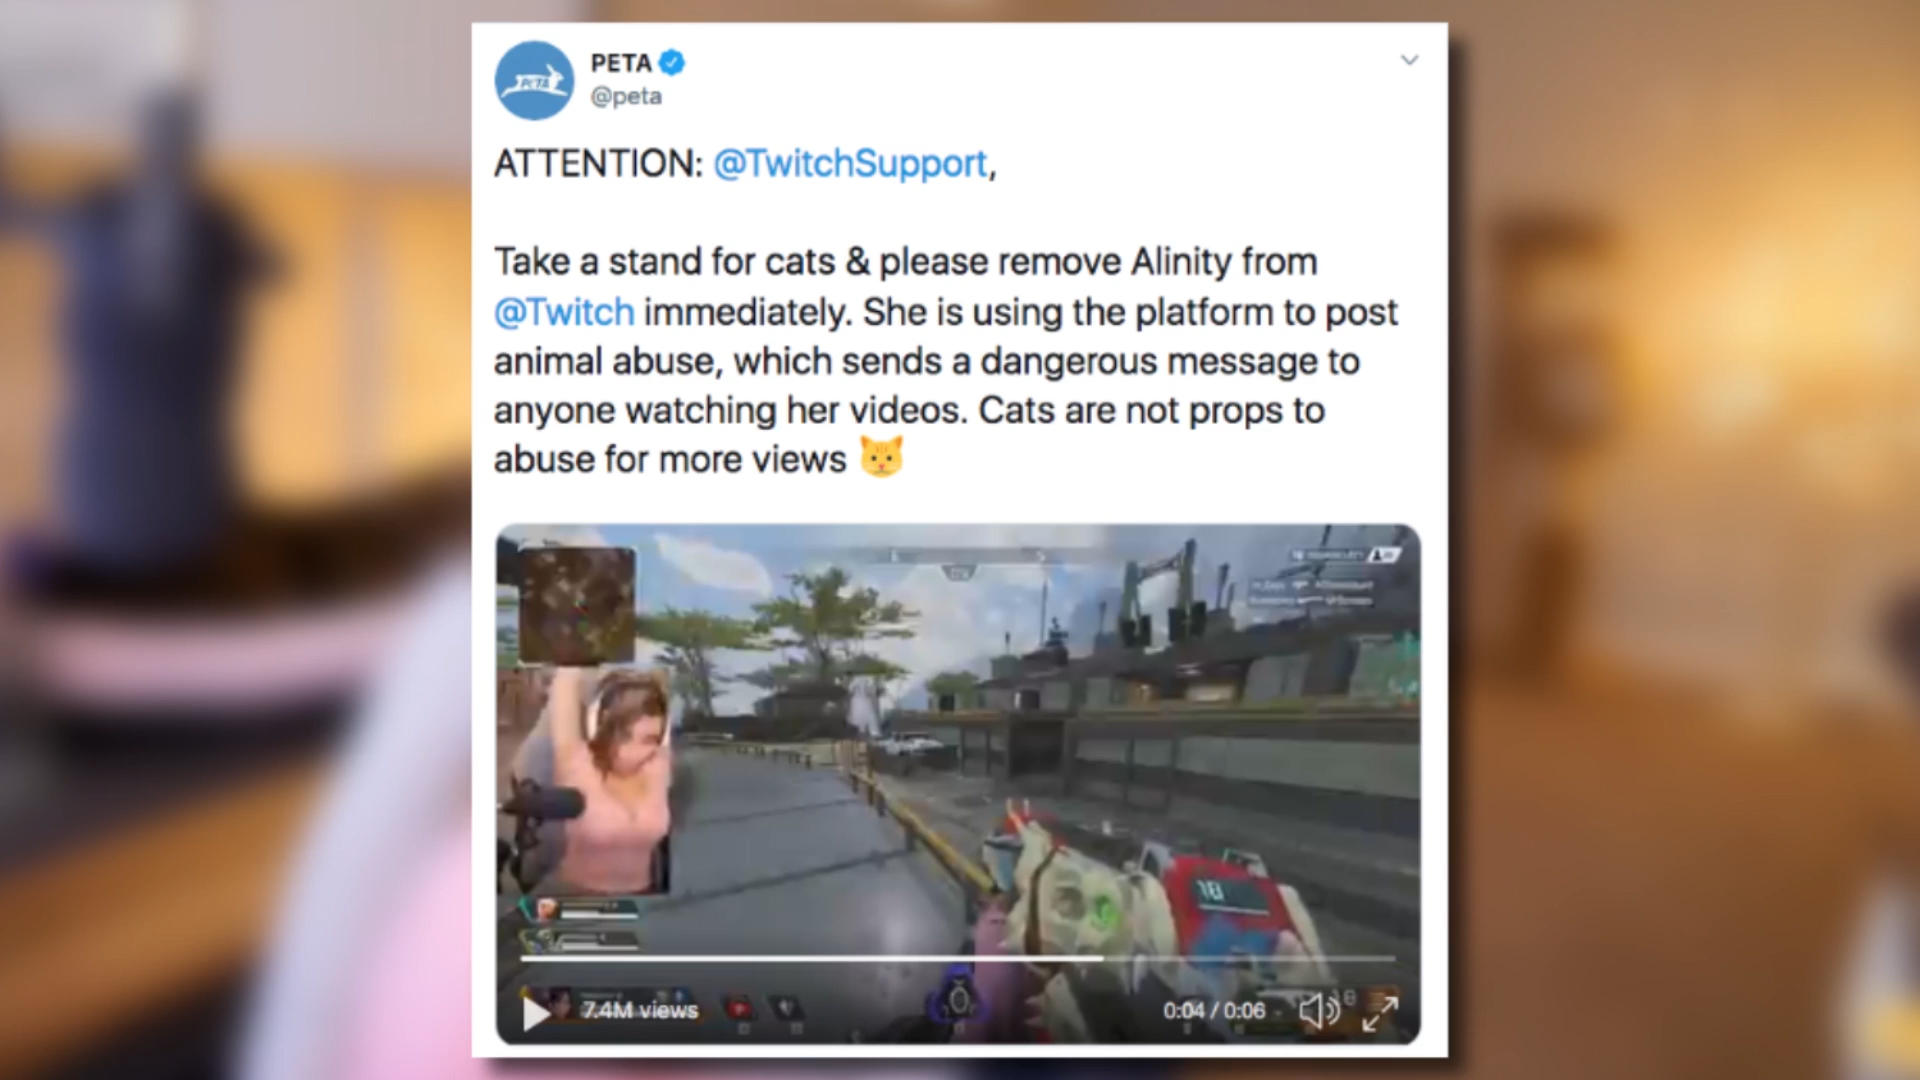 PETA
@peta
ATTENTION: @TwitchSupport,
Take a stand for cats & please remove Alinity from
@Twitch immediately. She is using the platform to post
animal abuse, which sends a dangerous message to
anyone watching her videos. Cats are not props to
abuse for more views
18
7.4M views
0:04 / 0:06